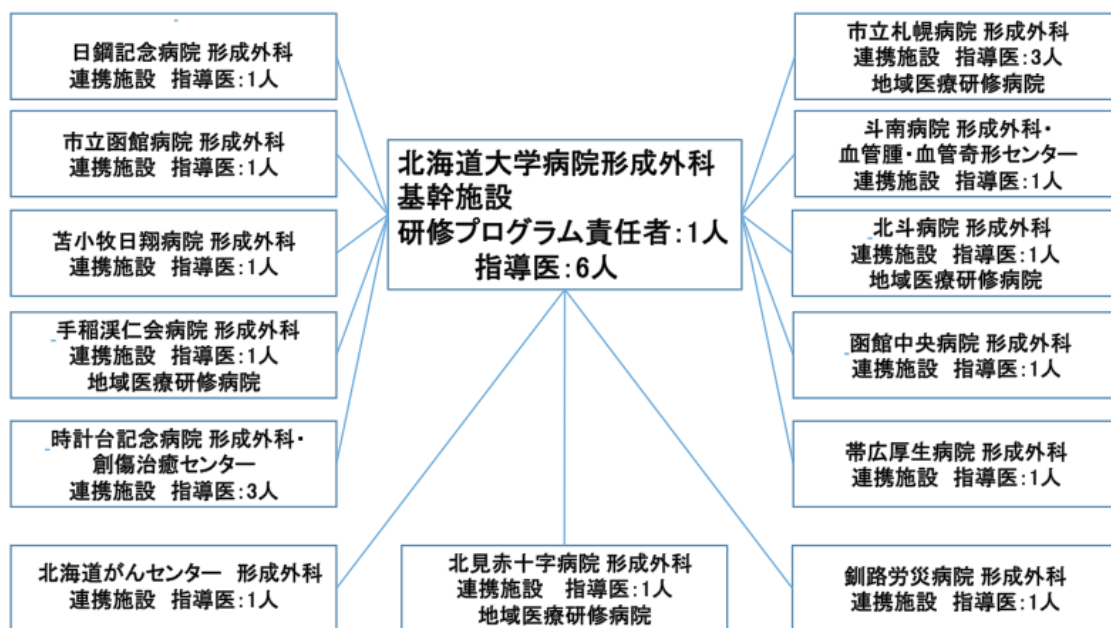 日鋼記念病院 形成外科
連携施設 指導医：1人
市立函館病院 形成外科
連携施設 指導医：1人
苫小牧日翔病院 形成外科
連携施設 指導医：1人
手稲渓仁会病院 形成外科
連携施設 指導医：1人
地域医療研修病院
時計台記念病院 形成外科・
創傷治癒センター
連携施設 指導医：3人
北海道がんセンター 形成外科
連携施設 指導医：1人
北海道大学病院形成外科
基幹施設
研修プログラム責任者：1人
指導医：6人
北見赤十字病院 形成外科
連携施設 指導医：1人
地域医療研修病院
市立札幌病院 形成外科
連携施設 指導医：3人
地域医療研修病院
斗南病院 形成外科・
血管腫・血管奇形センター
連携施設 指導医：1人
北斗病院 形成外科
連携施設 指導医：1人
地域医療研修病院
函館中央病院 形成外科
連携施設 指導医：1人
帯広厚生病院 形成外科
連携施設 指導医：1人
釧路労災病院 形成外科
連携施設 指導医：1人